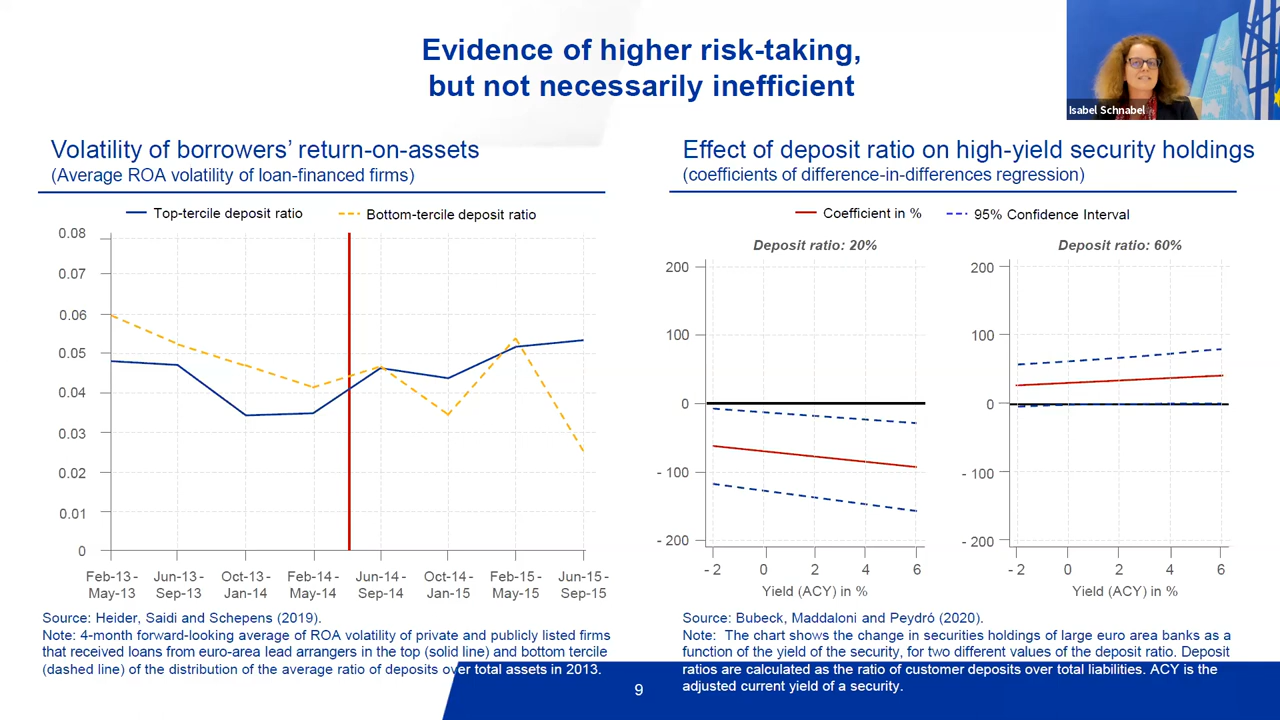 Evidence of higher risk-taking,
but not necessarily inefficient
Isabel Schnabel
Volatility of borrowers’ return-on-assets
(Average ROA volatility of loan-financed firms)
Top-tercile deposit ratio
Bottom-tercile deposit ratio
0.08
0.07
0.06
0.05
0.04
0.03
0.02
0.01
0
Feb-13- Jun-13- Oct-13- Feb-14- Jun-14- Oct-14- Feb-15- Jun-15-
May-13 Sep-13 Jan-14 May-14 Sep-14 Jan-15 May-15 Sep-15
Source: Heider, Saidi and Schepens (2019).
Note: 4-month forward-looking average of ROA volatility of private and publicly listed firms
that received loans from euro-area lead arrangers in the top (solid line) and bottom tercile
(dashed line) of the distribution of the average ratio of deposits over total assets in 2013.
Effect of deposit ratio on high-yield security holdings
(coefficients of difference-in-differences regression)
Coefficient in %
95% Confidence Interval
Deposit ratio: 20%
200
100
0
- 100
- 200
- 2 0 2 4 6
Yield (ACY) in %
Deposit ratio: 60%
200
100
0
- 100
- 200
- 2 0 2 4 6
Yield (ACY) in %
Source: Bubeck, Maddaloni and Peydró (2020).
Note: The chart shows the change in securities holdings of large euro area banks as a
function of the yield of the security, for two different values of the deposit ratio. Deposit
ratios are calculated as the ratio of customer deposits over total liabilities. ACY is the
adjusted current yield of a security.
9